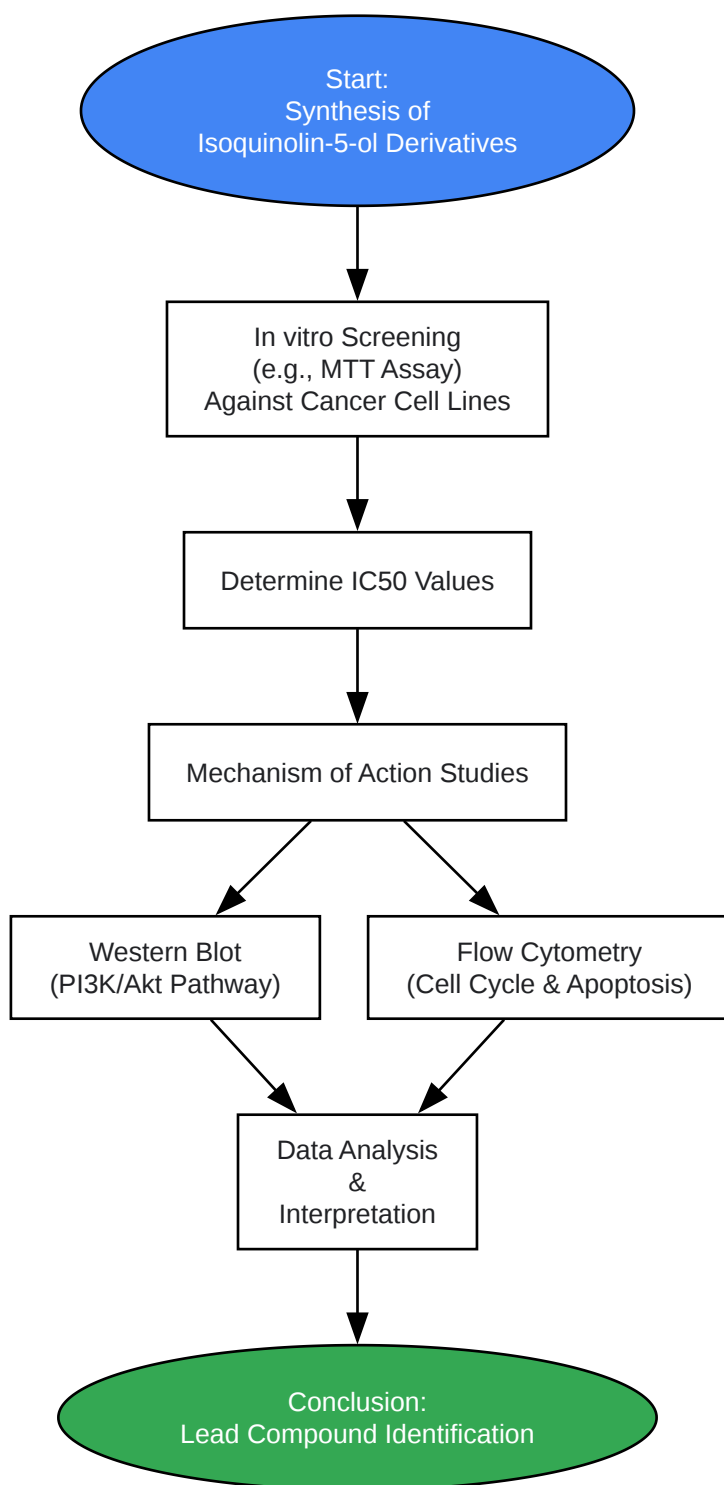 Start:
Synthesis of
Isoquinolin-5-ol Derivatives
In vitro Screening
(e.g., MTT Assay)
Against Cancer Cell Lines
Determine IC50 Values
Mechanism of Action Studies
Western Blot
(PI3K/Akt Pathway)
Flow Cytometry
(Cell Cycle & Apoptosis)
Data Analysis
&
Interpretation
Conclusion:
Lead Compound Identification